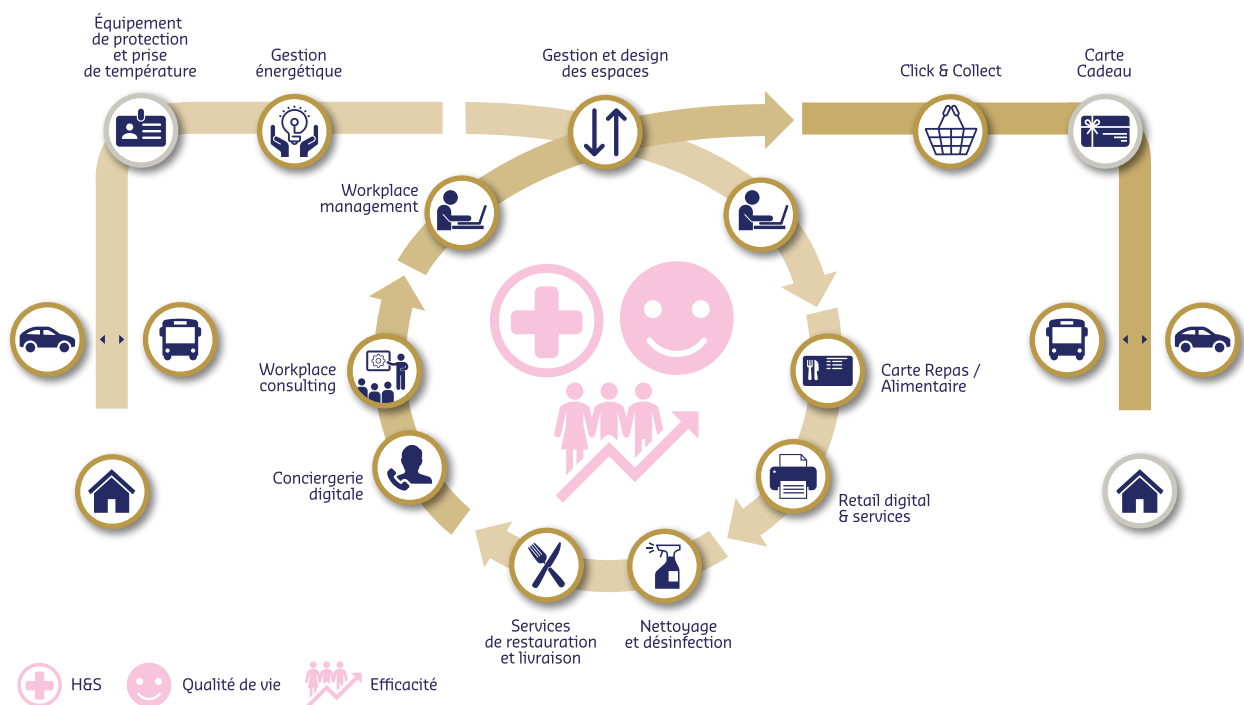 Équipement
de protection
et prise
de température
Gestion
énergétique
Gestion et design
des espaces
Click & Collect
Carte
Cadeau
Workplace
management
Workplace
consulting
Carte Repas /
Alimentaire
Conciergerie
digitale
Retail digital
& services
Services
de restauration
et livraison
Nettoyage
et désinfection
H&S
Qualité de vie
Efficacité